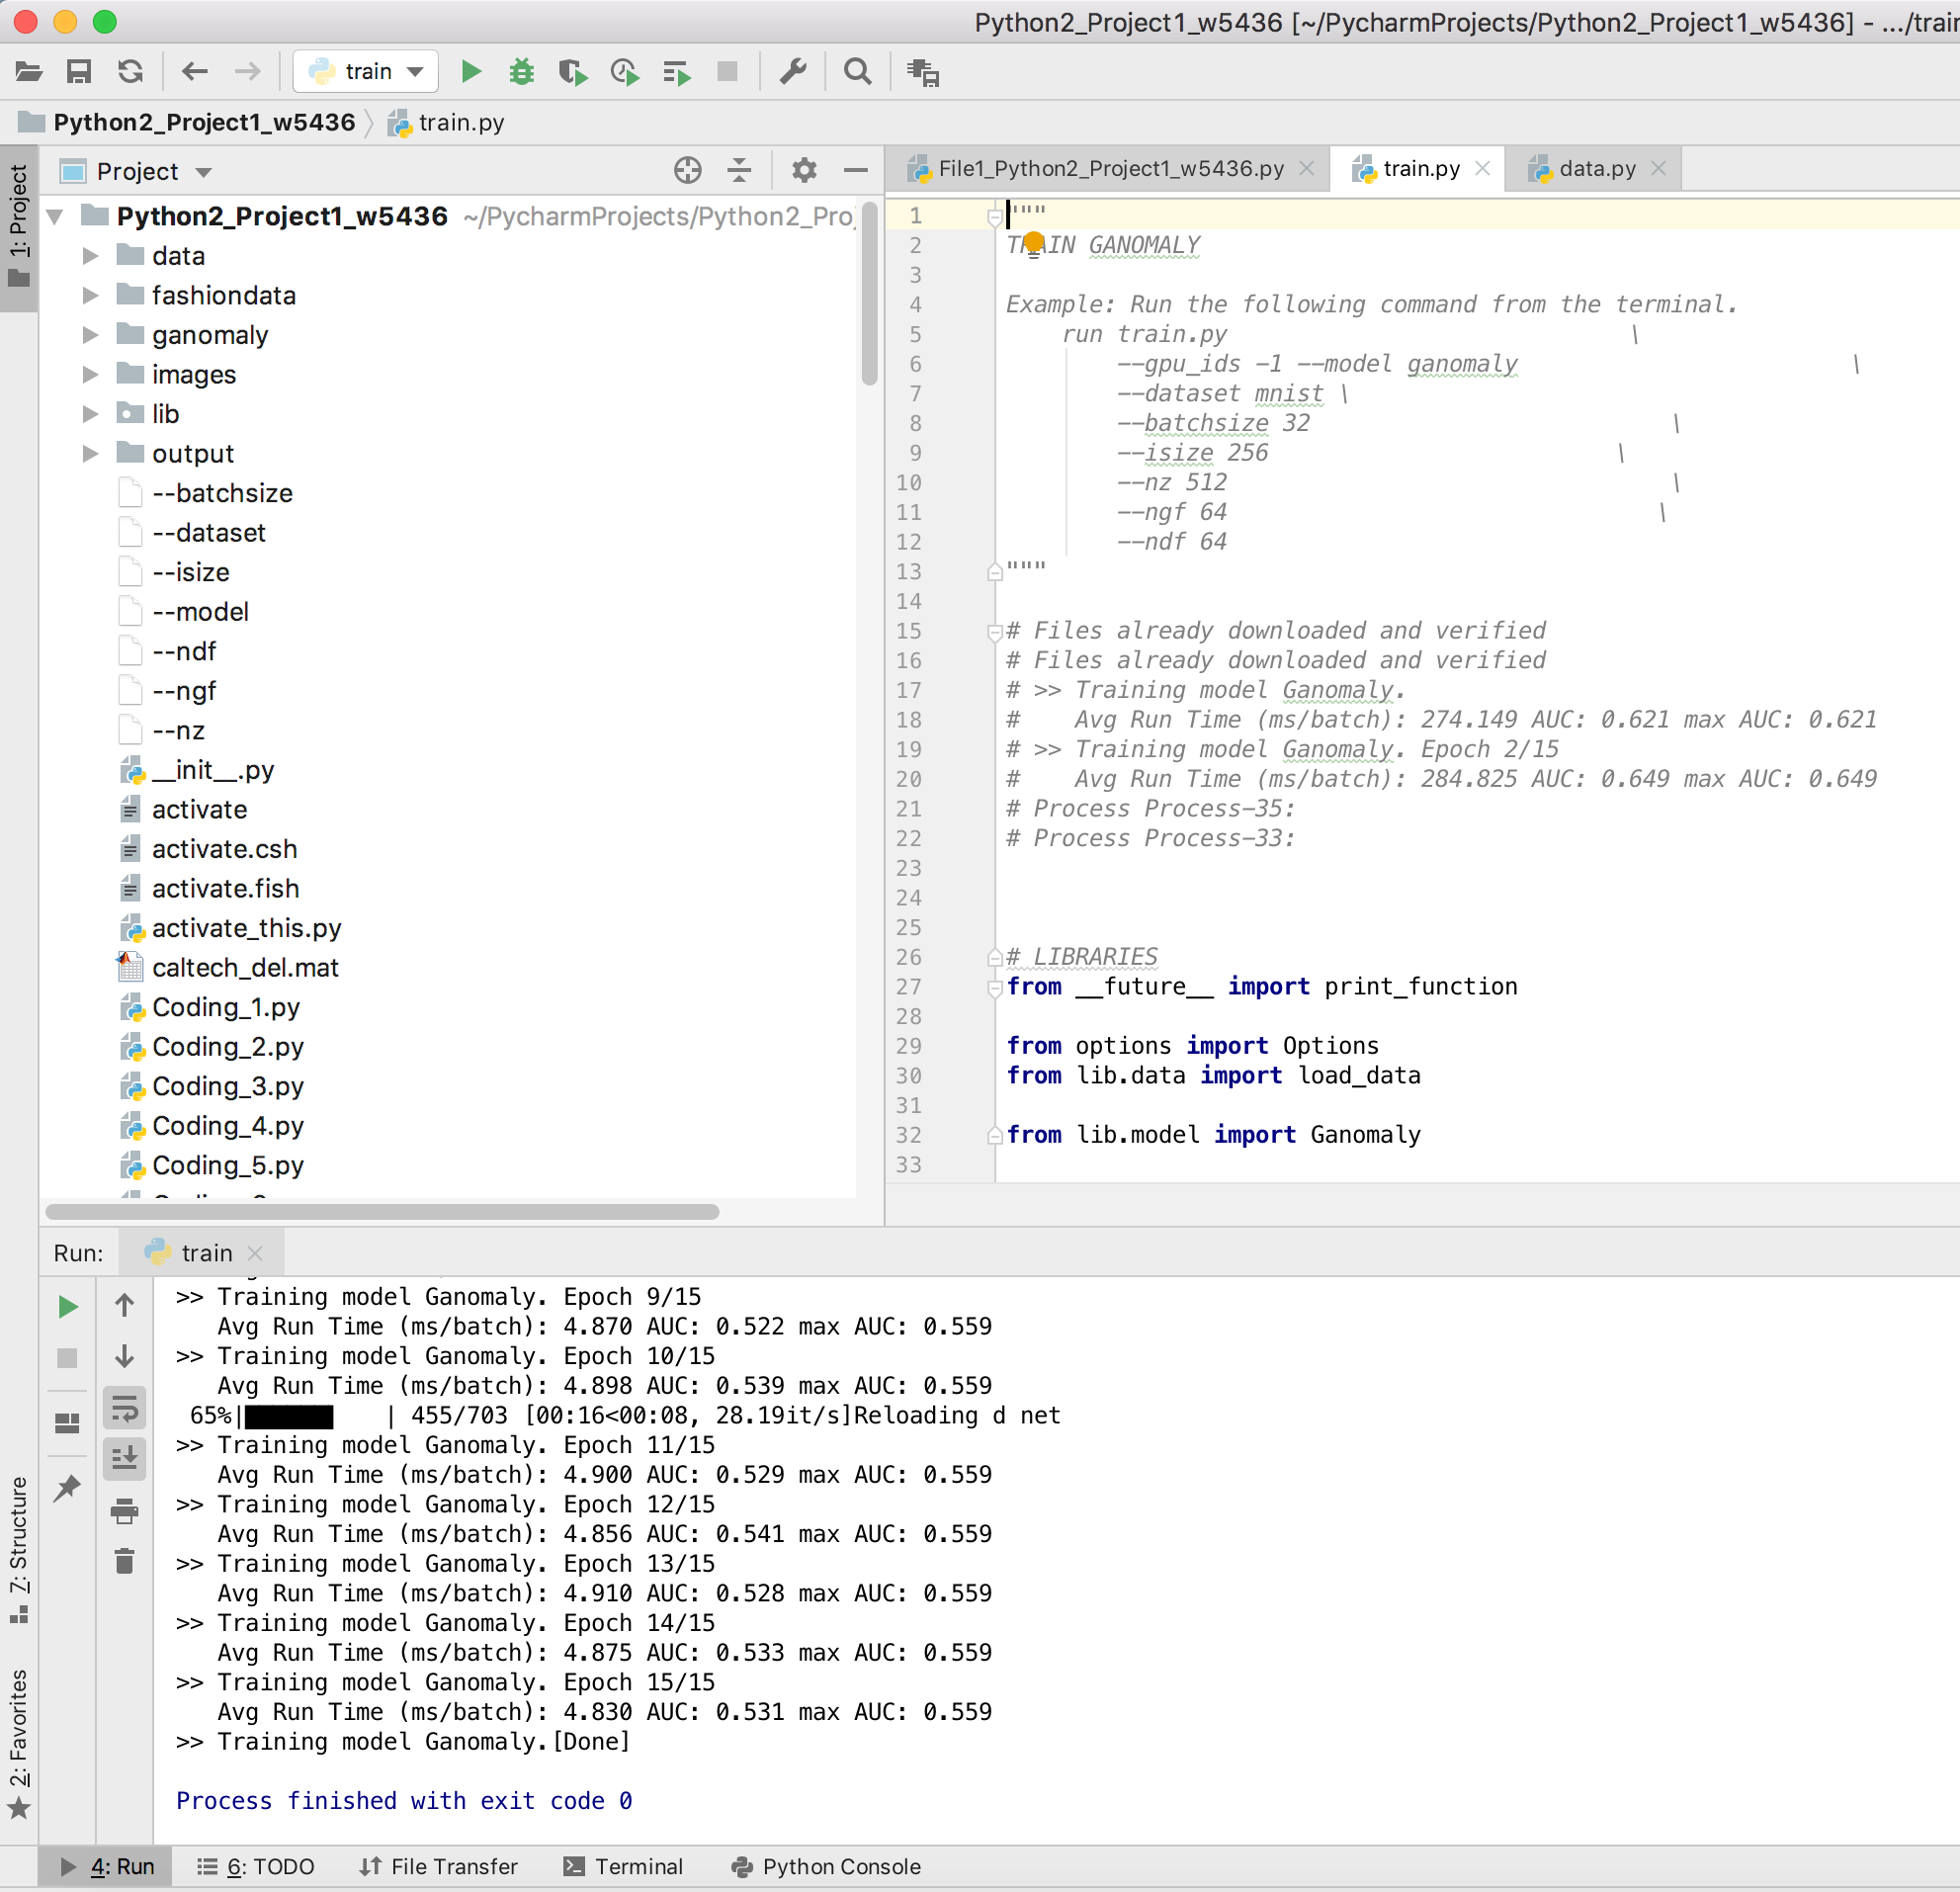 Python2_Project1_w5436 [~/PycharmProjects/Python2_Project1_w5436] - .../trai
train
Python2_Project1_w5436 train.py
1: Project
Project
File1_Python2_Project1_w5436.py train.py data.py
Python2_Project1_w5436 ~/PycharmProjects/Python2_Pro
data
fashiondata
ganomaly
images
lib
output
--batchsize
--dataset
--isize
--model
--ndf
--ngf
--nz
__init__.py
activate
activate.csh
activate.fish
activate_this.py
caltech_del.mat
Coding_1.py
Coding_2.py
Coding_3.py
Coding_4.py
Coding_5.py
1 """
2 TRAIN GANOMALY
3
4 Example: Run the following command from the terminal.
5 run train.py \
6 --gpu_ids -1 --model ganomaly \
7 --dataset mnist \
8 --batchsize 32 \
9 --isize 256 \
10 --nz 512 \
11 --ngf 64 \
12 --ndf 64
13 """
14
15 # Files already downloaded and verified
16 # Files already downloaded and verified
17 # >> Training model Ganomaly.
18 # Avg Run Time (ms/batch): 274.149 AUC: 0.621 max AUC: 0.621
19 # >> Training model Ganomaly. Epoch 2/15
20 # Avg Run Time (ms/batch): 284.825 AUC: 0.649 max AUC: 0.649
21 # Process Process-35:
22 # Process Process-33:
23
24
25
26 # LIBRARIES
27 from __future__ import print_function
28
29 from options import Options
30 from lib.data import load_data
31
32 from lib.model import Ganomaly
33
Run: train
>> Training model Ganomaly. Epoch 9/15
Avg Run Time (ms/batch): 4.870 AUC: 0.522 max AUC: 0.559
>> Training model Ganomaly. Epoch 10/15
Avg Run Time (ms/batch): 4.898 AUC: 0.539 max AUC: 0.559
65%|██████▍   | 455/703 [00:16<00:08, 28.19it/s]Reloading d net
>> Training model Ganomaly. Epoch 11/15
Avg Run Time (ms/batch): 4.900 AUC: 0.529 max AUC: 0.559
>> Training model Ganomaly. Epoch 12/15
Avg Run Time (ms/batch): 4.856 AUC: 0.541 max AUC: 0.559
>> Training model Ganomaly. Epoch 13/15
Avg Run Time (ms/batch): 4.910 AUC: 0.528 max AUC: 0.559
>> Training model Ganomaly. Epoch 14/15
Avg Run Time (ms/batch): 4.875 AUC: 0.533 max AUC: 0.559
>> Training model Ganomaly. Epoch 15/15
Avg Run Time (ms/batch): 4.830 AUC: 0.531 max AUC: 0.559
>> Training model Ganomaly.[Done]
Process finished with exit code 0
7: Structure
2: Favorites
4: Run 6: TODO File Transfer Terminal Python Console